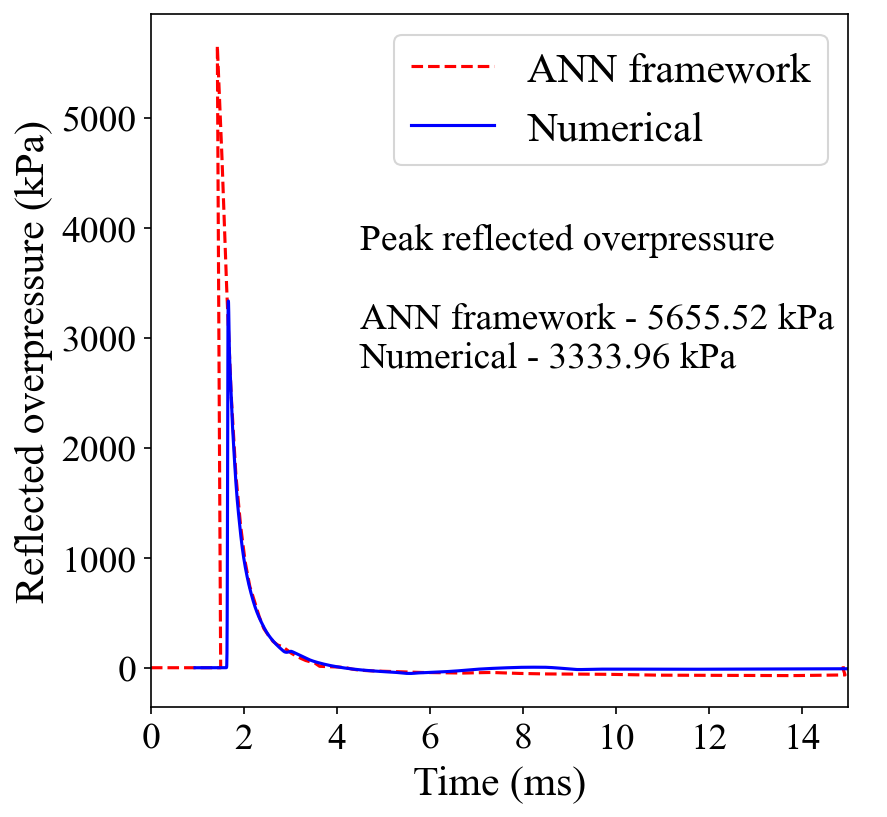 ANN framework
Numerical
Peak reflected overpressure
ANN framework - 5655.52 kPa
Numerical - 3333.96 kPa
Reflected overpressure (kPa)
5000
4000
3000
2000
1000
0
0 2 4 6 8 10 12 14
Time (ms)